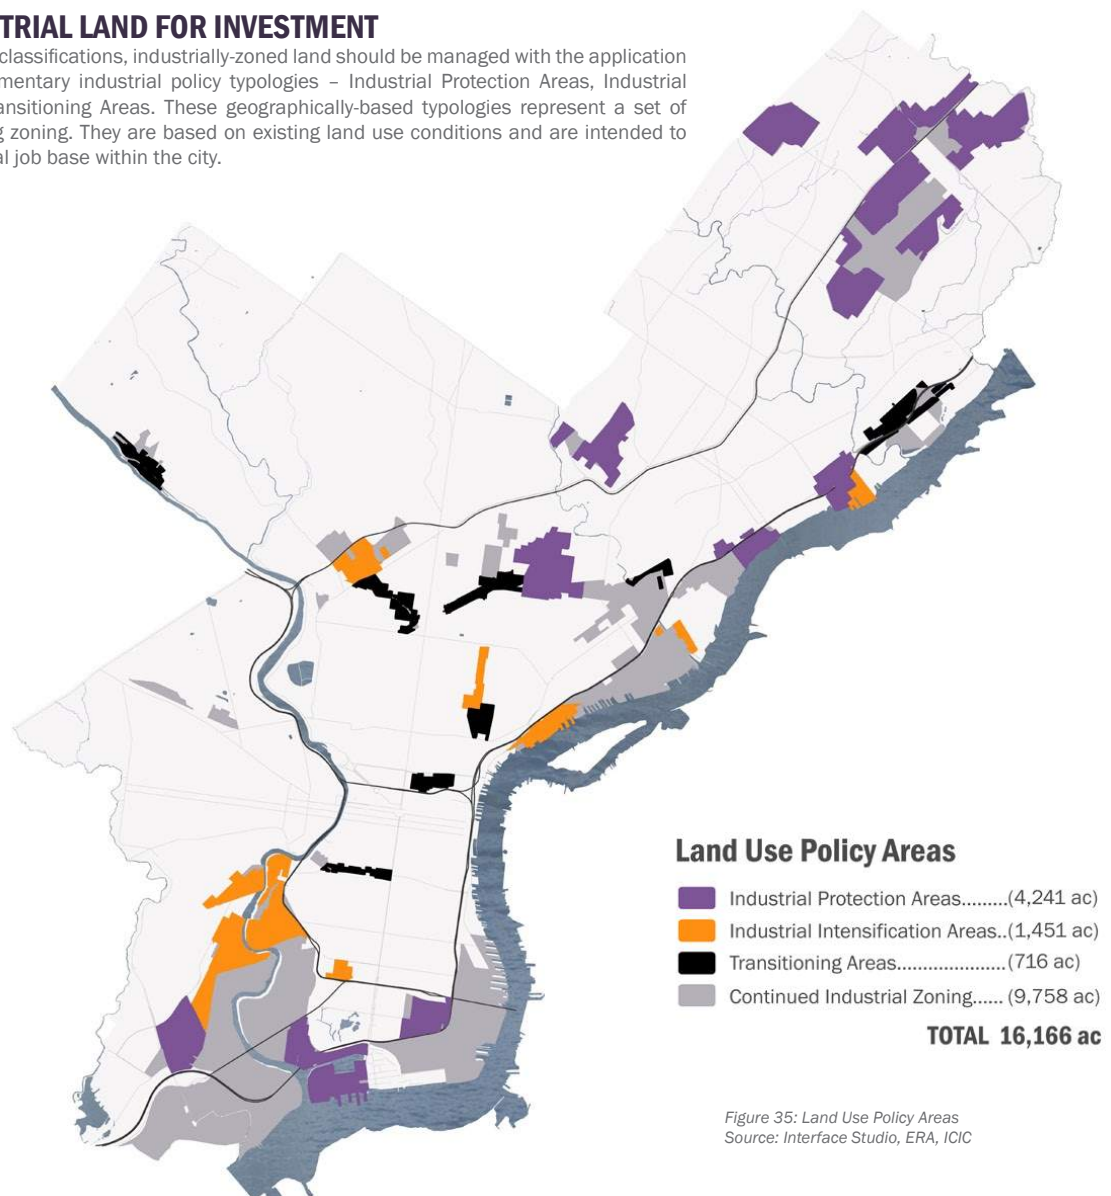 TRIAL LAND FOR INVESTMENT
classifications, industrially-zoned land should be managed with the application
mentary industrial policy typologies – Industrial Protection Areas, Industrial
ansitioning Areas. These geographically-based typologies represent a set of
g zoning. They are based on existing land use conditions and are intended to
al job base within the city.
Land Use Policy Areas
Industrial Protection Areas.........(4,241 ac)
Industrial Intensification Areas..(1,451 ac)
Transitioning Areas......................(716 ac)
Continued Industrial Zoning...... (9,758 ac)
TOTAL 16,166 ac
Figure 35: Land Use Policy Areas
Source: Interface Studio, ERA, ICIC